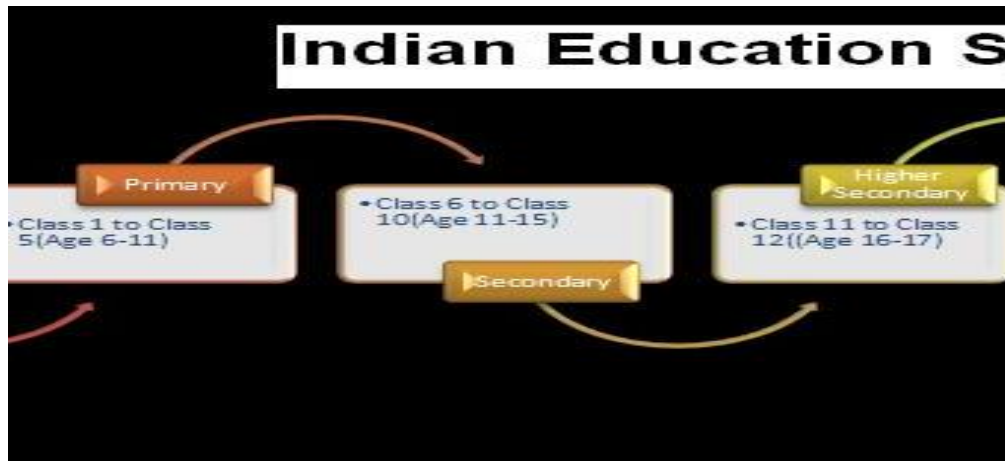 Indian Education S
Primary
• Class 1 to Class
5(Age 6-11)
• Class 6 to Class
10(Age 11-15)
Secondary
Higher
Secondary
• Class 11 to Class
12((Age 16-17)